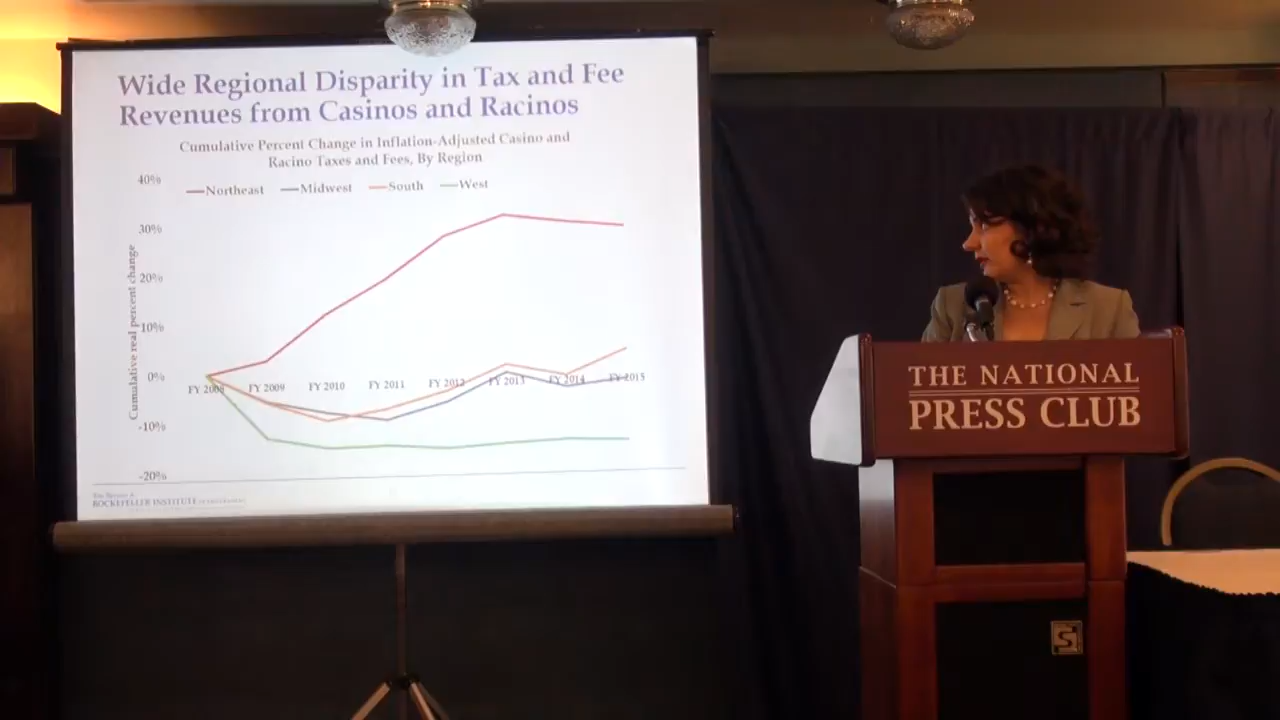 Wide Regional Disparity in Tax and Fee
Revenues from Casinos and Racinos
Cumulative Percent Change in Inflation-Adjusted Casino and
Racino Taxes and Fees, By Region
Northeast Midwest South West
Cumulative real percent change
40%
30%
20%
10%
0%
-10%
-20%
FY 2008 FY 2009 FY 2010 FY 2011 FY 2012 FY 2013 FY 2014 FY 2015
ROCKEFELLER INSTITUTE
THE NATIONAL
PRESS CLUB
S